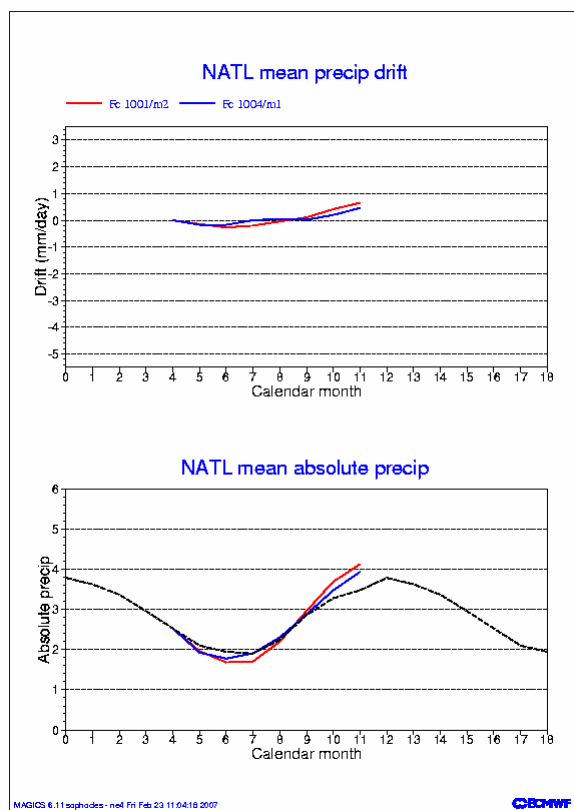 NATL mean precip drift
Fc 1001/m2 Fc 1004/m1
3
2
1
0
-1
-2
-3
-4
-5
Drift (mm/day)
0 1 2 3 4 5 6 7 8 9 10 11 12 13 14 15 16 17 18
Calendar month
NATL mean absolute precip
6
5
4
3
2
1
0
Absolute precip
0 1 2 3 4 5 6 7 8 9 10 11 12 13 14 15 16 17 18
Calendar month
MAGICS 6.11 sophodes - ne4 Fri Feb 23 11:04:18 2007
ECMWF